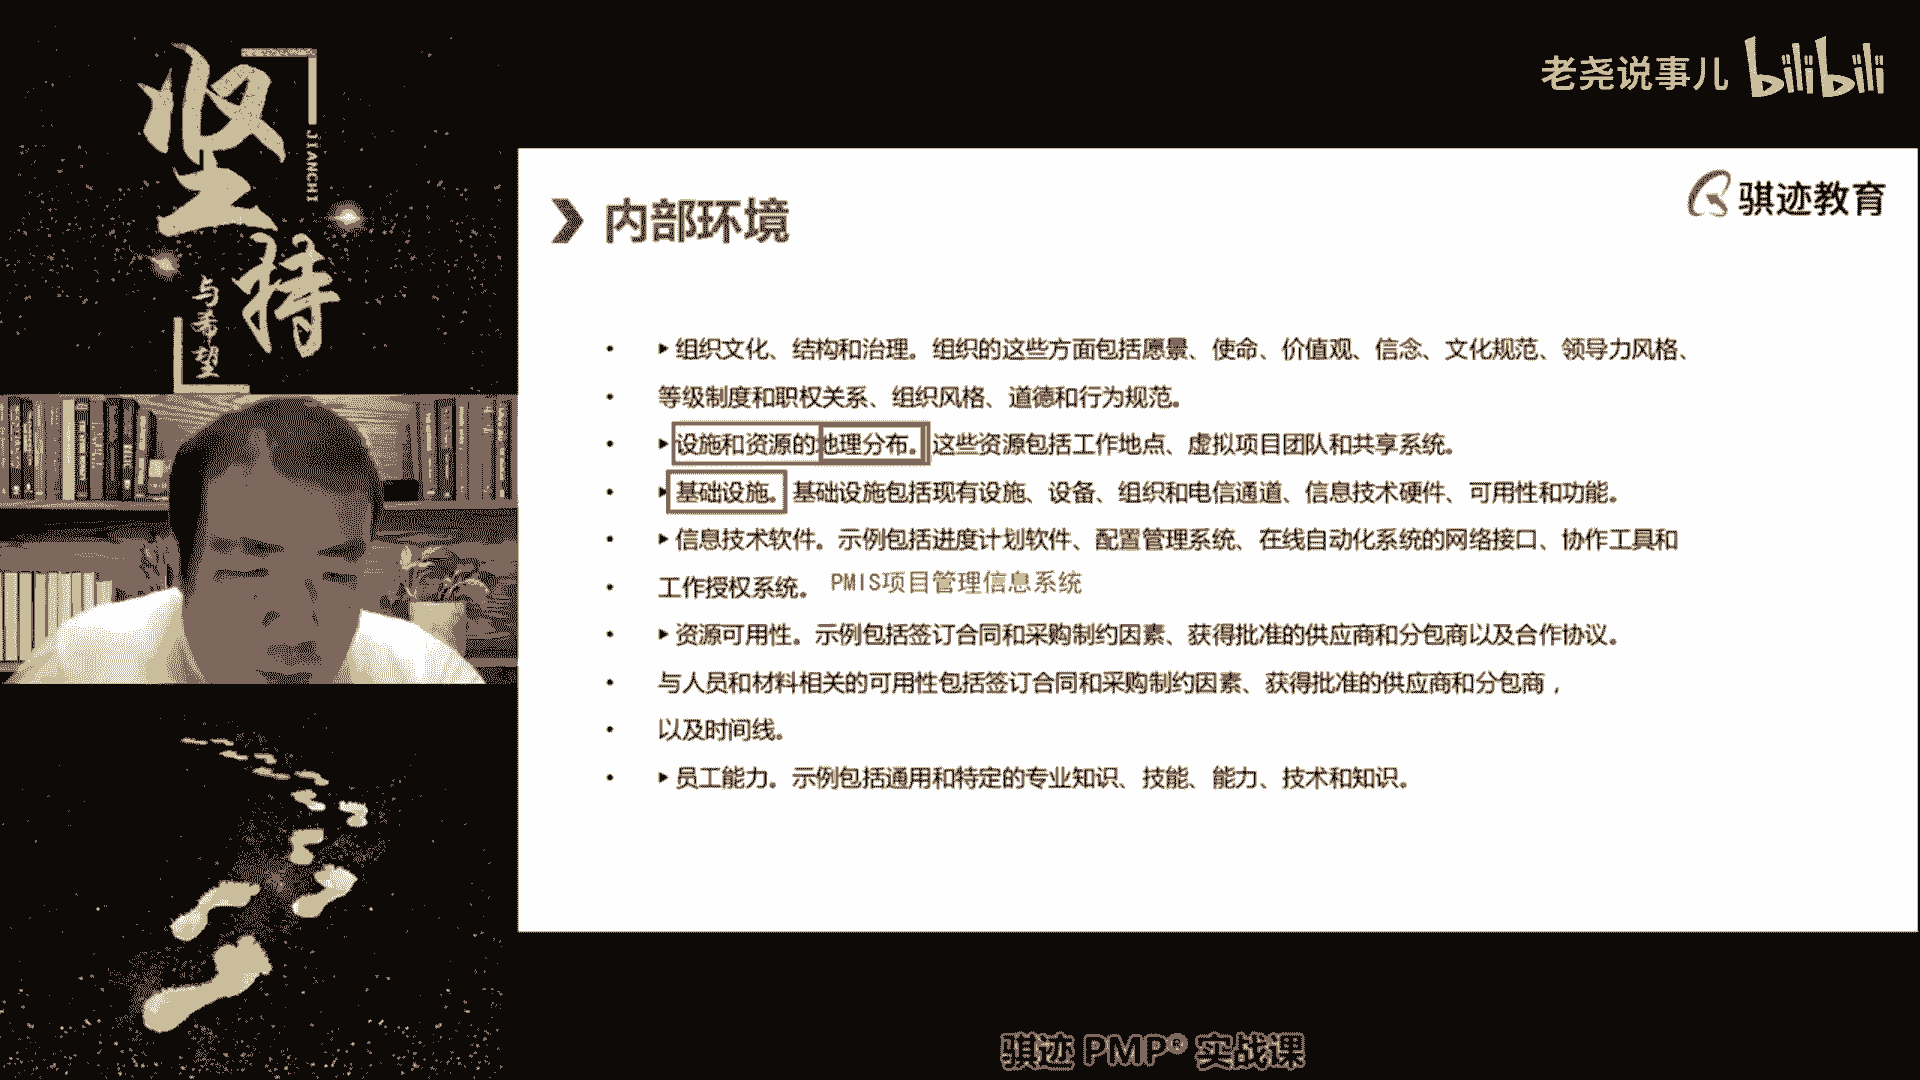 坚持
JIANCHI
与希望
老尧说事儿 bilibili
骐迹教育
内部环境
• ▸组织文化、结构和治理。组织的这些方面包括愿景、使命、价值观、信念、文化规范、领导力风格、
• 等级制度和职权关系、组织风格、道德和行为规范。
• ▸设施和资源的地理分布。这些资源包括工作地点、虚拟项目团队和共享系统。
• ▸基础设施。基础设施包括现有设施、设备、组织和电信通道、信息技术硬件、可用性和功能。
• ▸信息技术软件。示例包括进度计划软件、配置管理系统、在线自动化系统的网络接口、协作工具和
• 工作授权系统。 PMIS项目管理信息系统
• ▸资源可用性。示例包括签订合同和采购制约因素、获得批准的供应商和分包商以及合作协议。
• 与人员和材料相关的可用性包括签订合同和采购制约因素、获得批准的供应商和分包商，
• 以及时间线。
• ▸员工能力。示例包括通用和特定的专业知识、技能、能力、技术和知识。
骐迹 PMP® 实战课